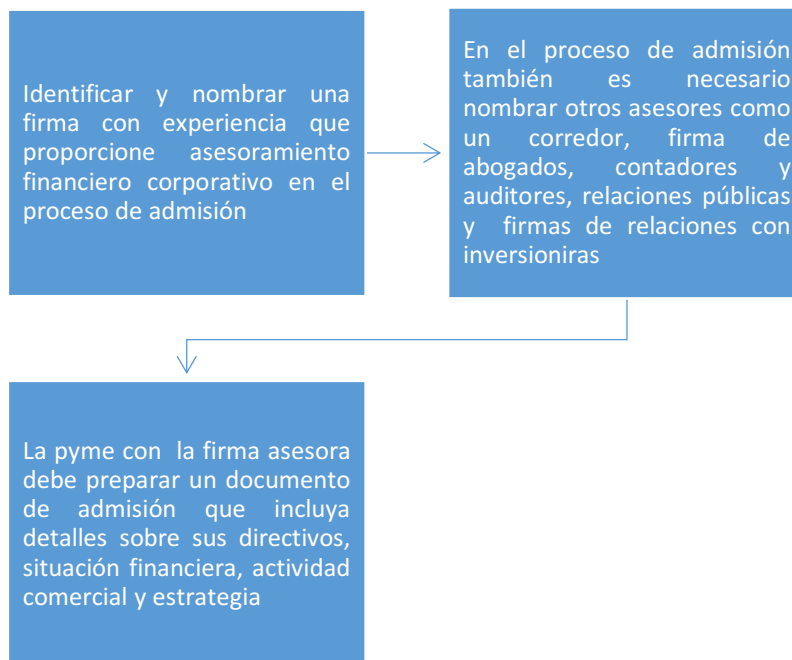 Identificar y nombrar una
firma con experiencia que
proporcione asesoramiento
financiero corporativo en el
proceso de admisión
En el proceso de admisión
también es necesario
nombrar otros asesores como
un corredor, firma de
abogados, contadores y
auditores, relaciones públicas
y firmas de relaciones con
inversioniras
La pyme con la firma asesora
debe preparar un documento
de admisión que incluya
detalles sobre sus directivos,
situación financiera, actividad
comercial y estrategia